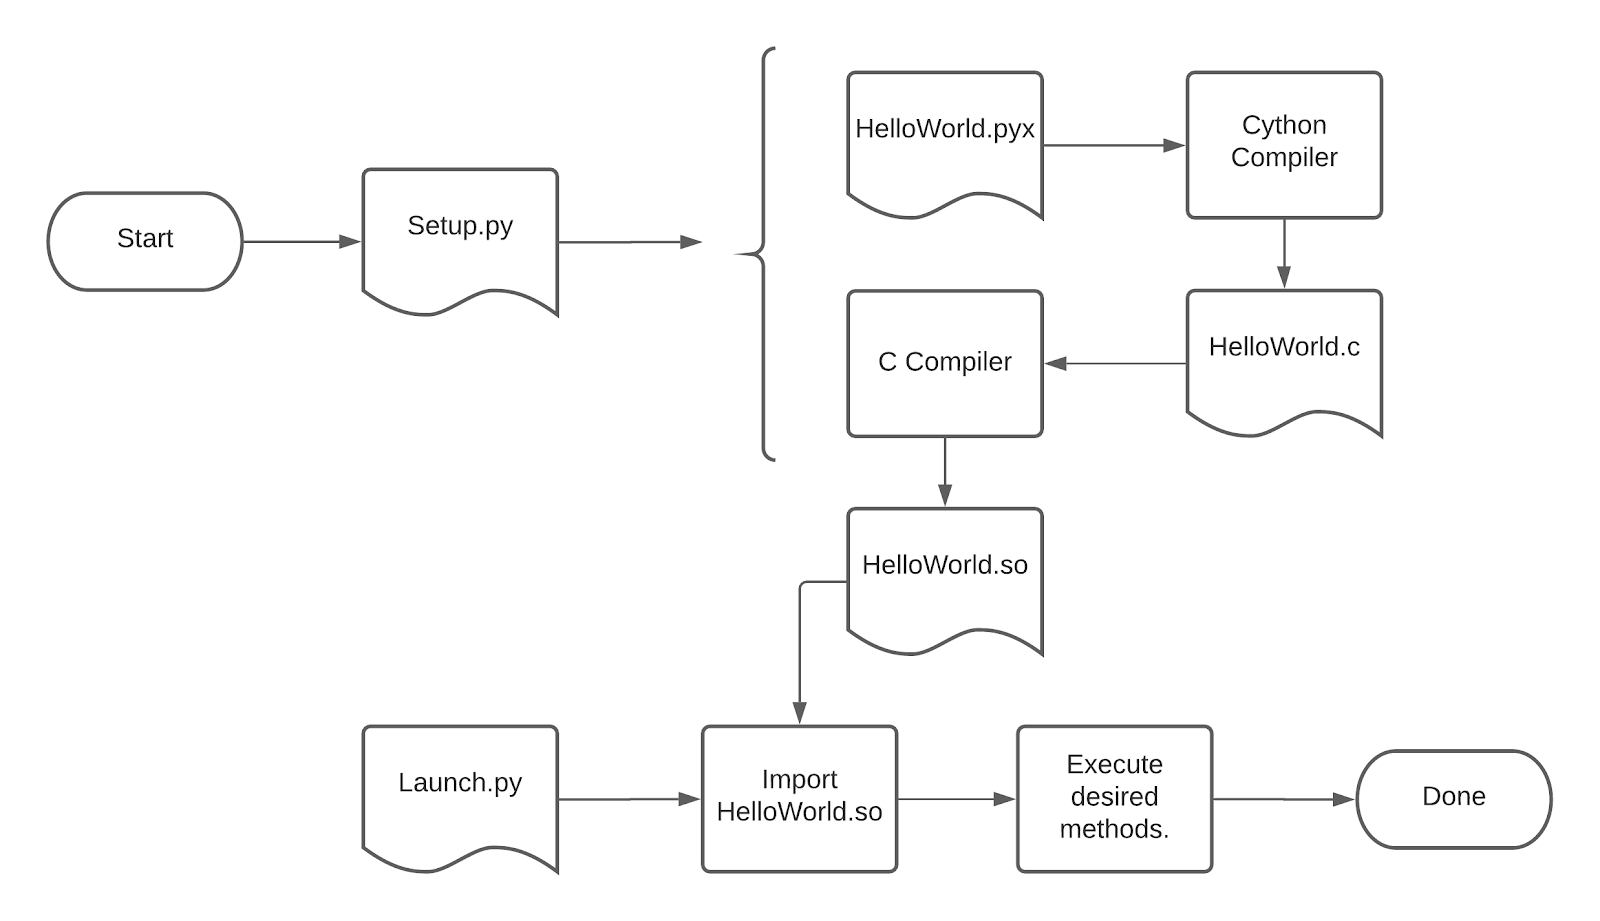 Start
Setup.py
HelloWorld.pyx
Cython
Compiler
HelloWorld.c
C Compiler
HelloWorld.so
Launch.py
Import
HelloWorld.so
Execute
desired
methods.
Done